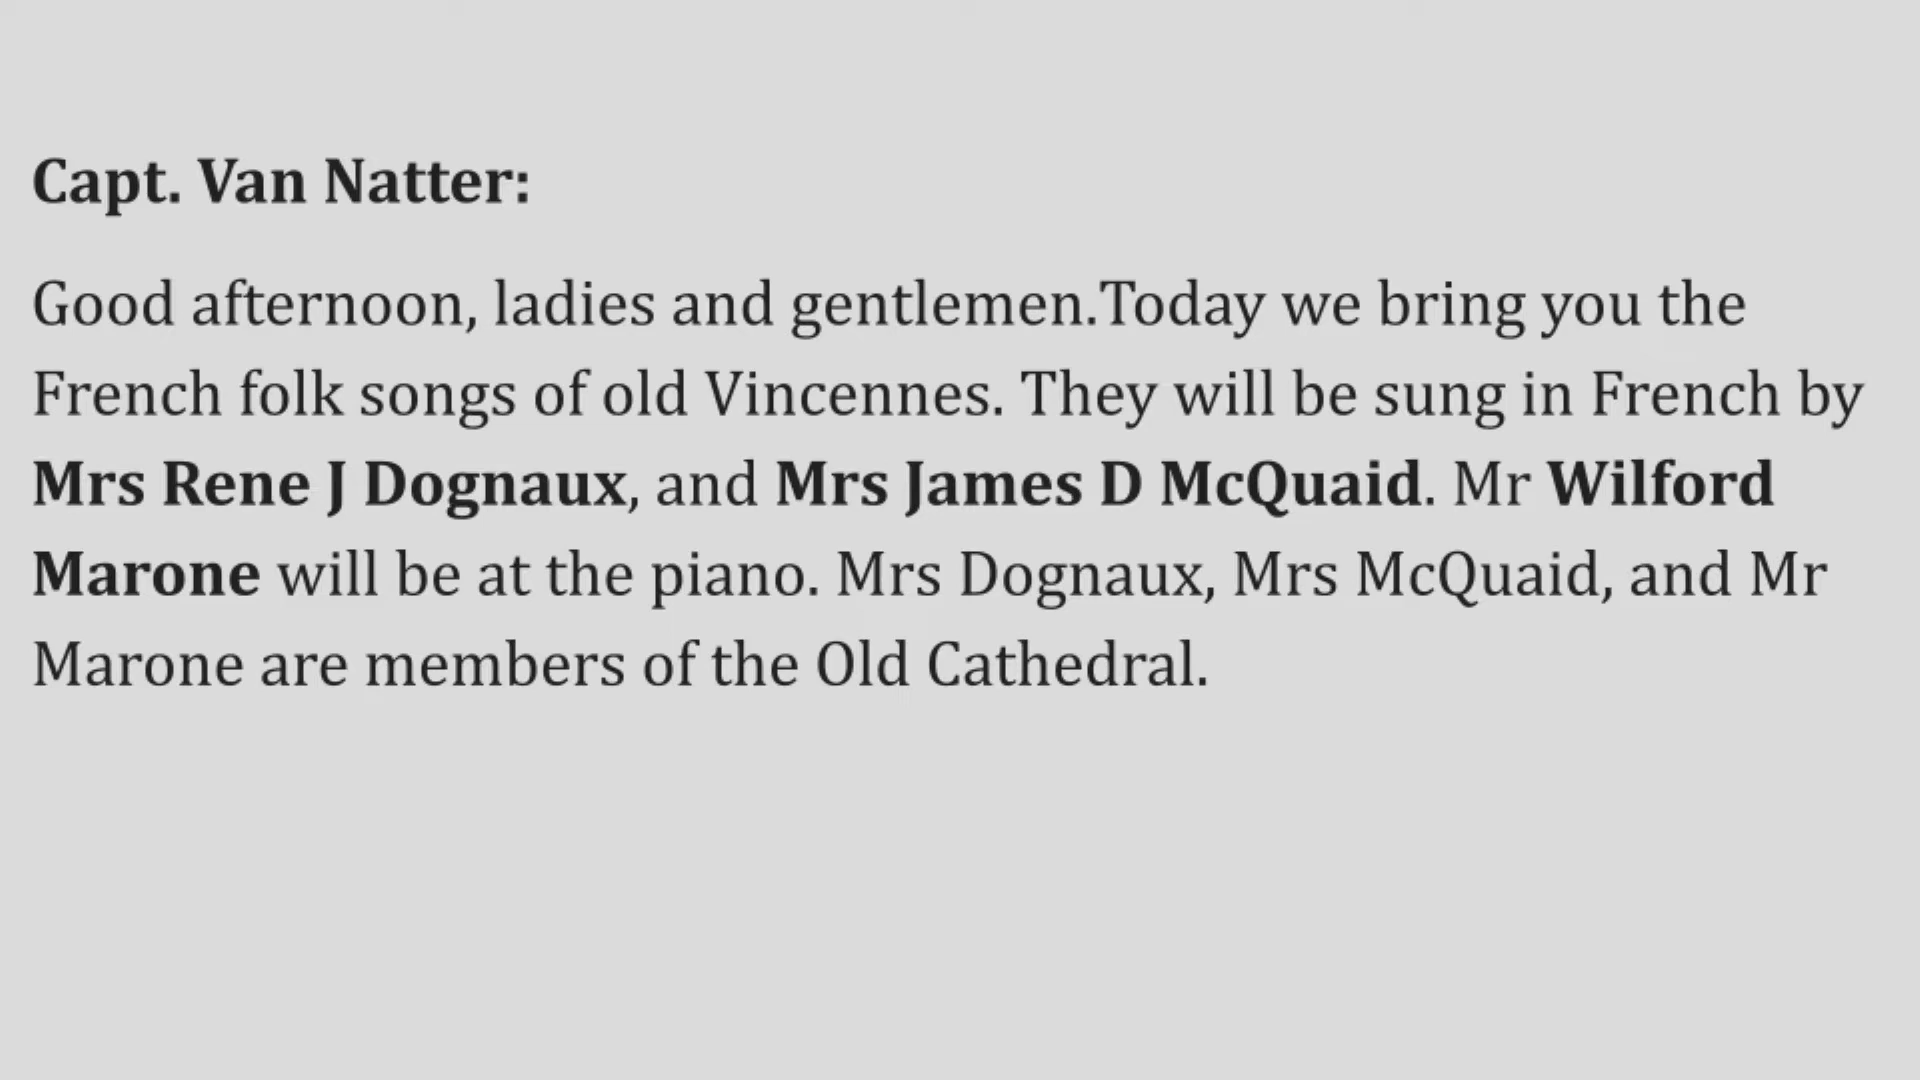 Capt. Van Natter:
Good afternoon, ladies and gentlemen.Today we bring you the
French folk songs of old Vincennes. They will be sung in French by
Mrs Rene J Dognaux, and Mrs James D McQuaid. Mr Wilford
Marone will be at the piano. Mrs Dognaux, Mrs McQuaid, and Mr
Marone are members of the Old Cathedral.